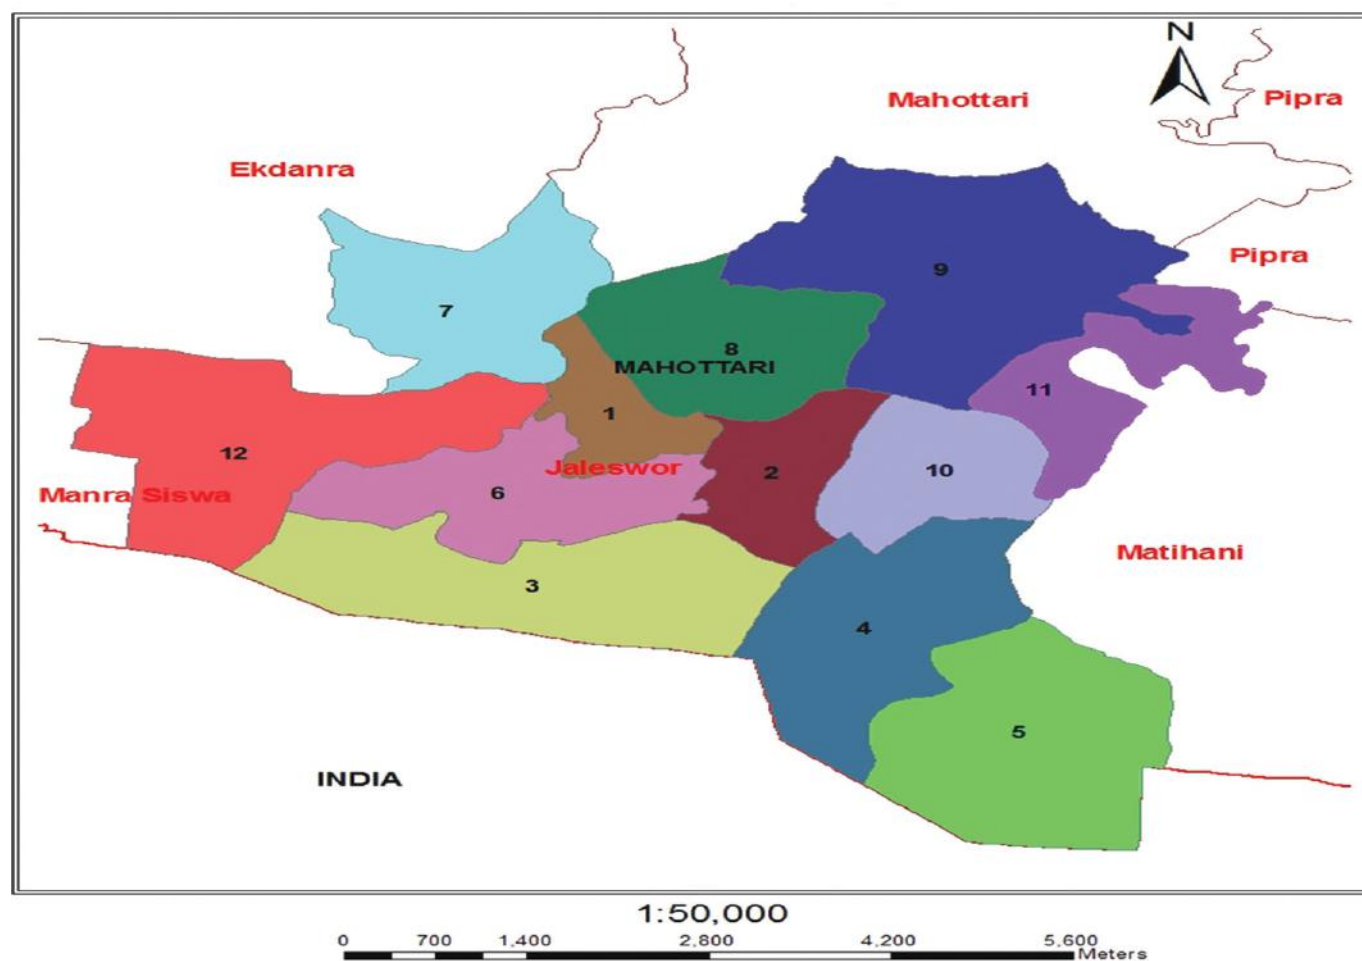 N
Mahottari
Pipra
Ekdanra
Pipra
9
7
8
MAHOTTARI
11
1
12
Jaleswor
2
10
Manra Siswa
6
Matihani
3
4
5
INDIA
1:50,000
0 700 1,400 2,800 4,200 5,600
Meters